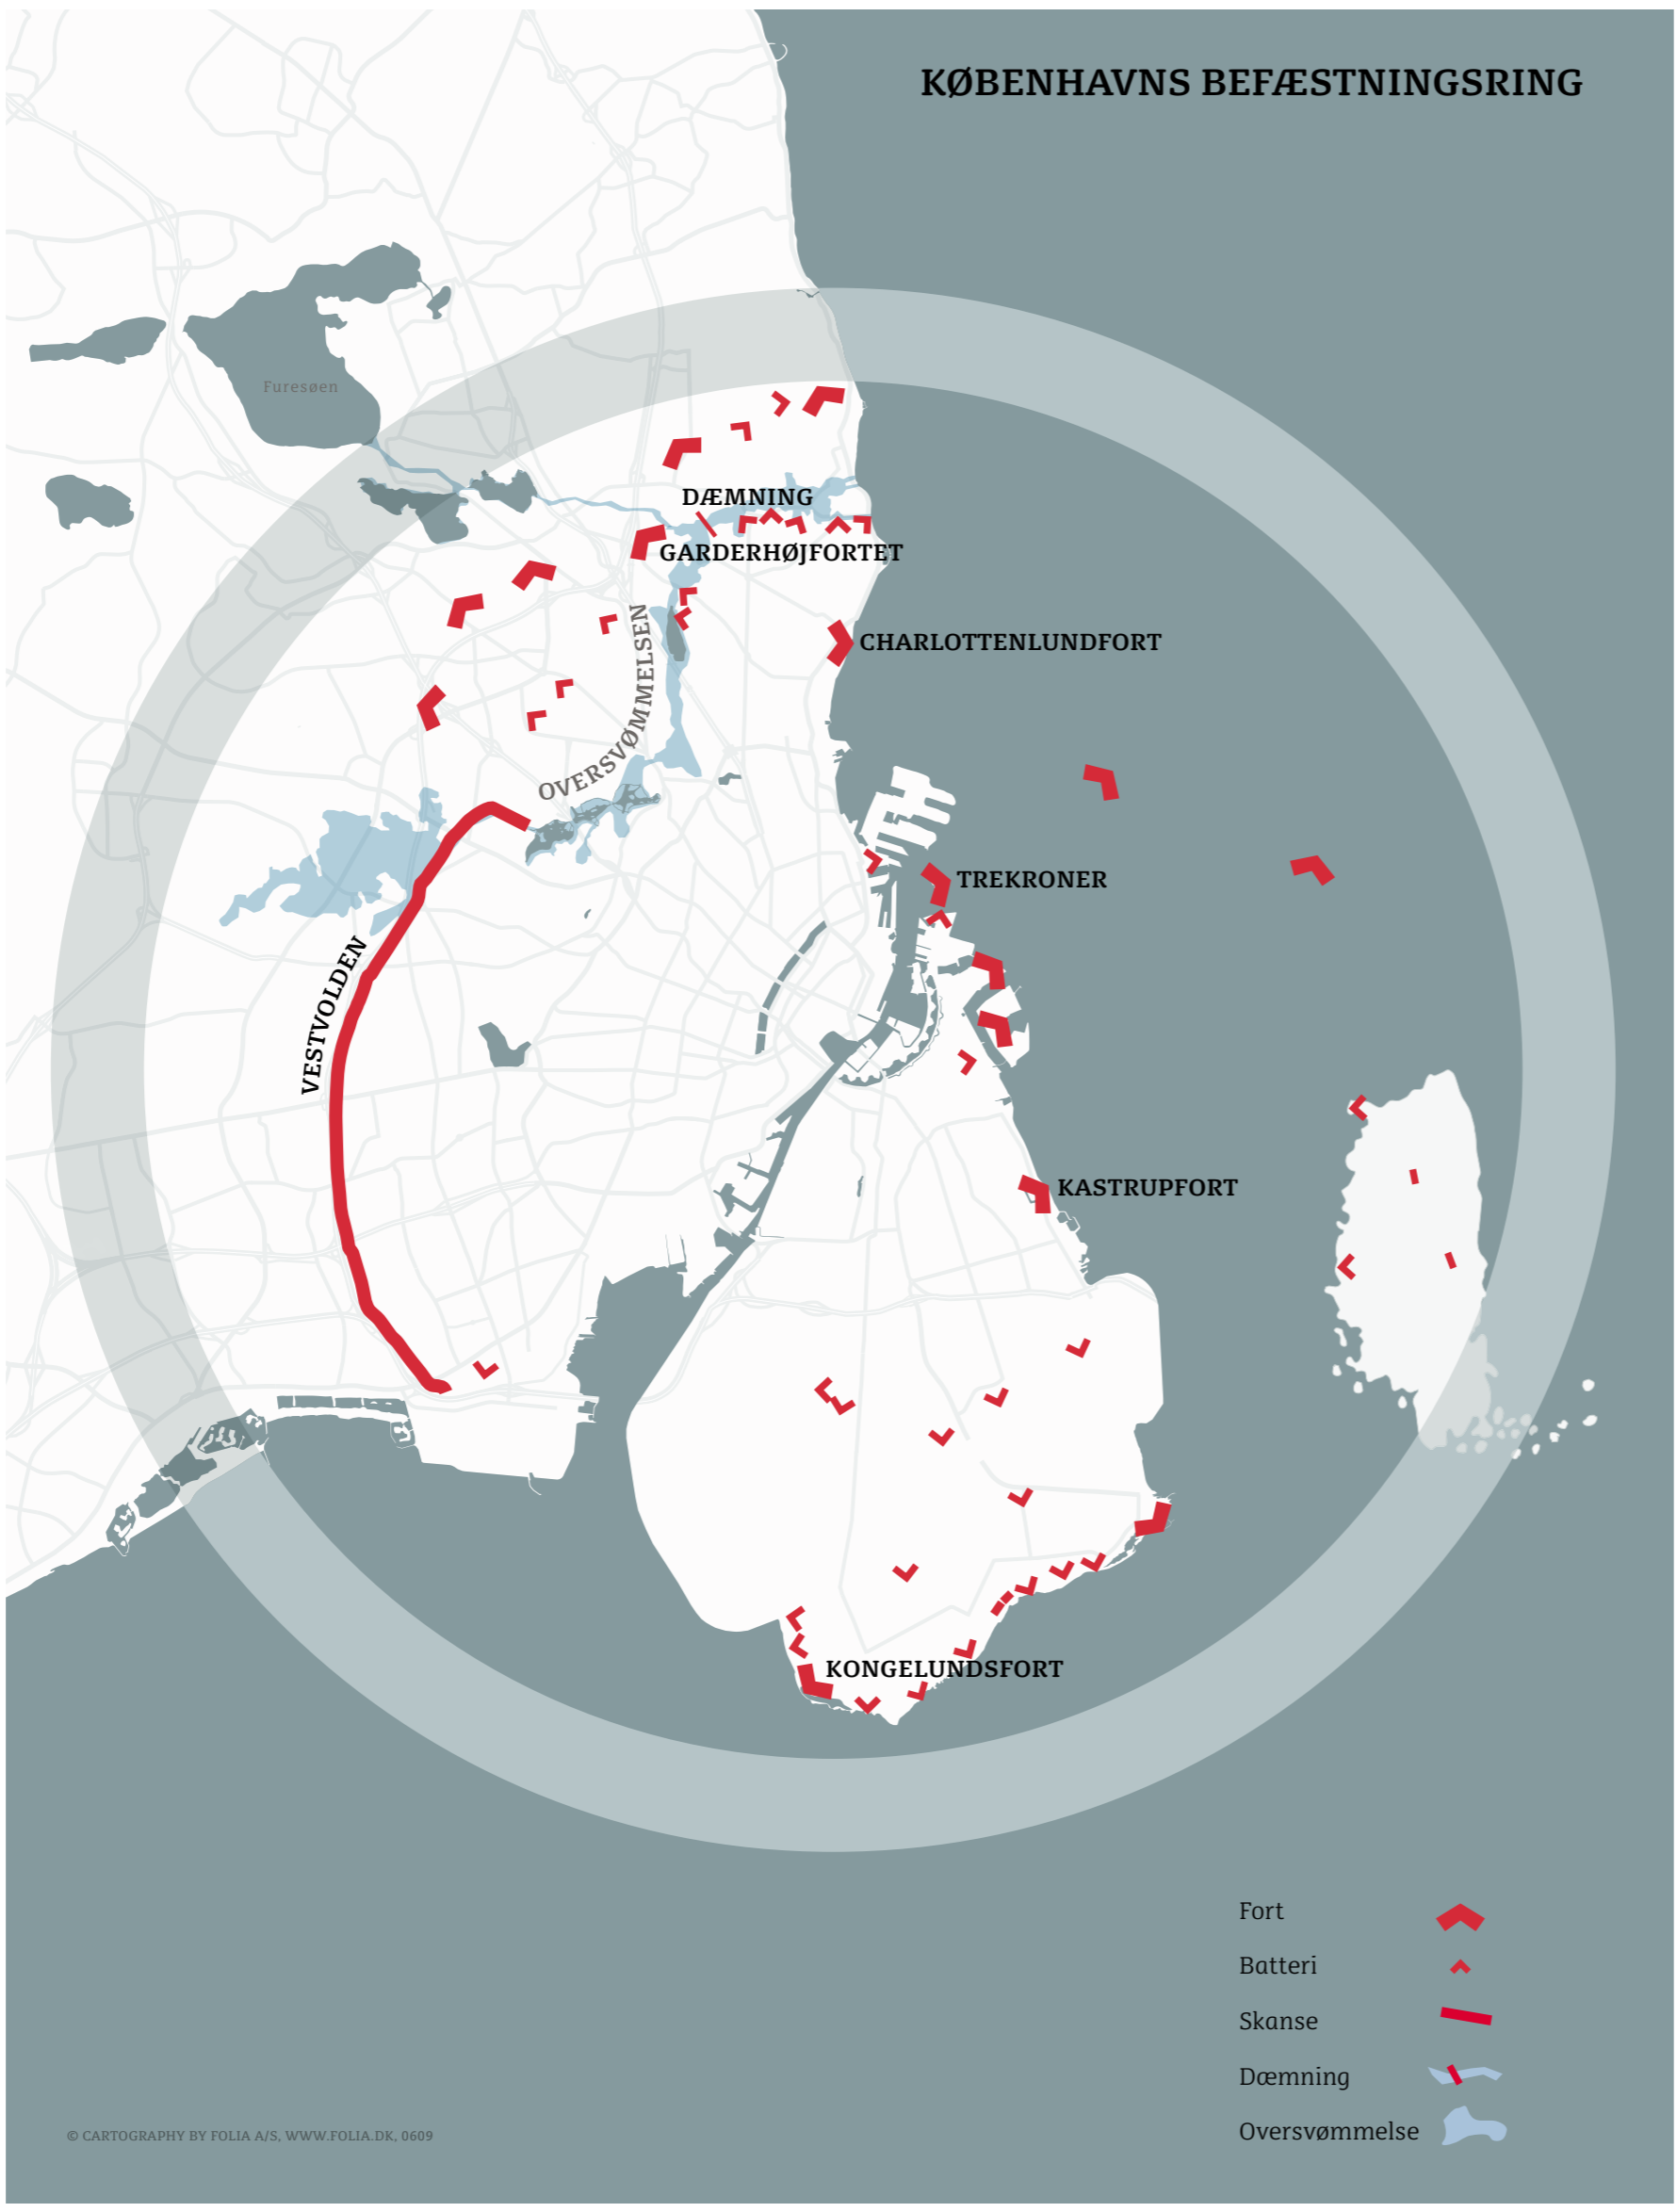 KØBENHAVNS BEFÆSTNINGSRING
Furesøen
DÆMNING
GARDERHØJFORTET
OVERSVØMMELSEN
CHARLOTTENLUNDFORT
TREKRONER
VESTVOLDEN
KASTRUPFORT
KONGELUNDSFORT
Fort
Batteri
Skanse
Dæmning
Oversvømmelse
© CARTOGRAPHY BY FOLIA A/S, WWW.FOLIA.DK, 0609